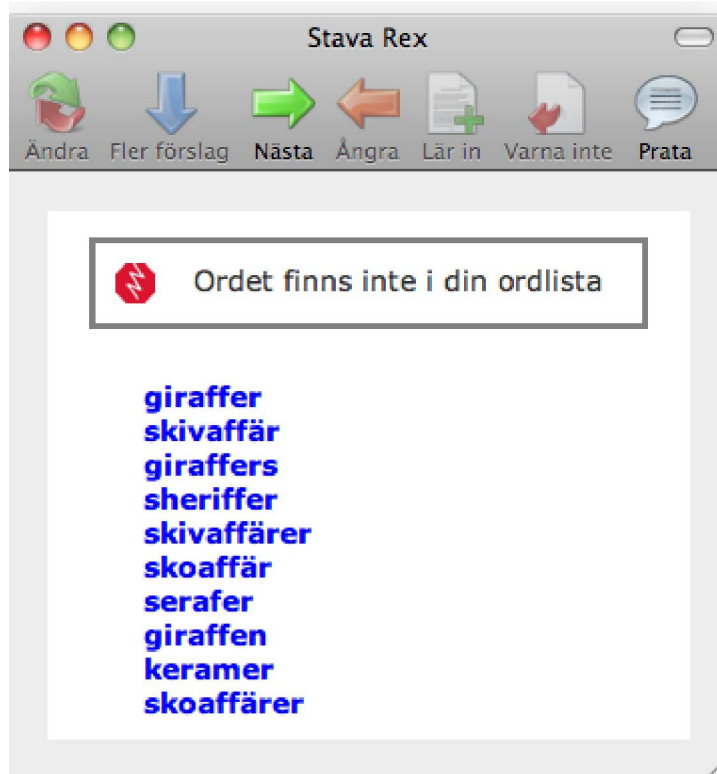 Stava Rex
Ändra Fler förslag Nästa Ångra Lär in Varna inte Prata
Ordet finns inte i din ordlista
giraffer
skivaffär
giraffers
sheriffer
skivaffärer
skoaffär
serafer
giraffen
keramer
skoaffärer